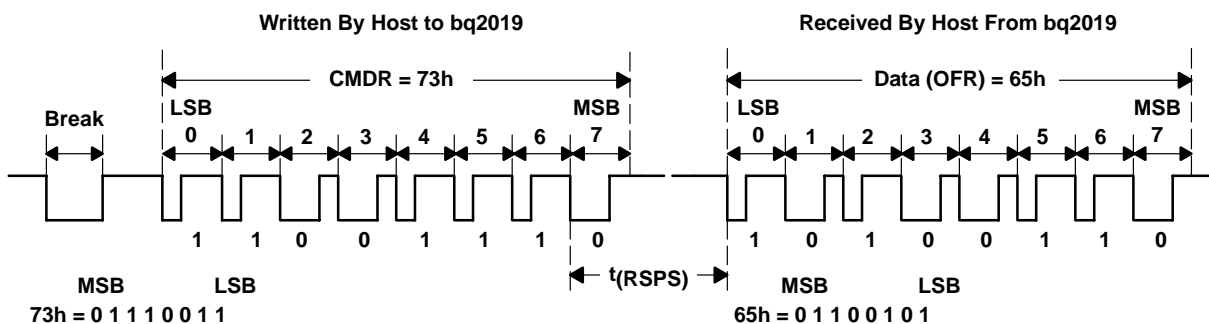 Written By Host to bq2019 Received By Host From bq2019
CMDR = 73h Data (OFR) = 65h
Break LSB MSB LSB MSB
0 1 2 3 4 5 6 7 0 1 2 3 4 5 6 7
1 1 0 0 1 1 1 0 1 0 1 0 0 1 1 0
t(RSPS)
MSB LSB MSB LSB
73h = 0 1 1 1 0 0 1 1 65h = 0 1 1 0 0 1 0 1